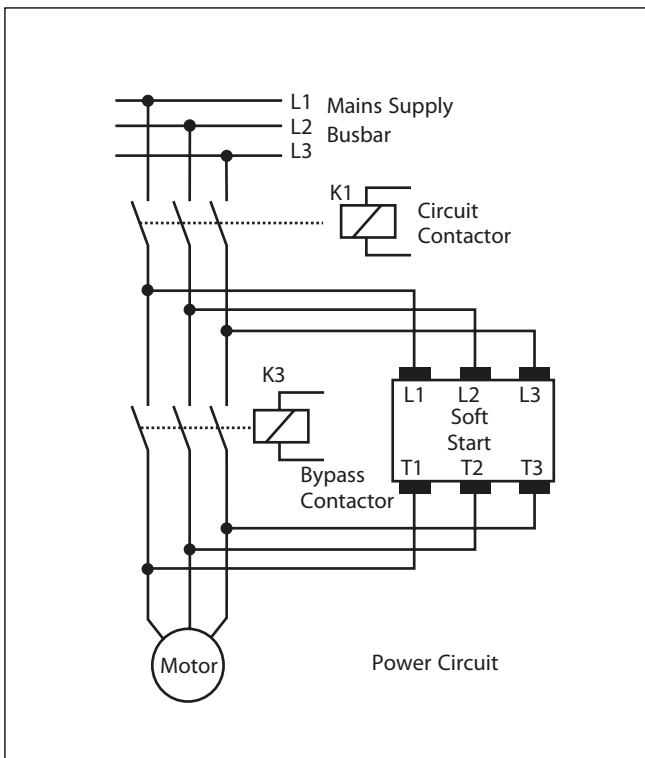 L1 Mains Supply
L2 Busbar
L3
K1
Circuit
Contactor
K3
Bypass
Contactor
L1 L2 L3
Soft
Start
T1 T2 T3
Motor
Power Circuit